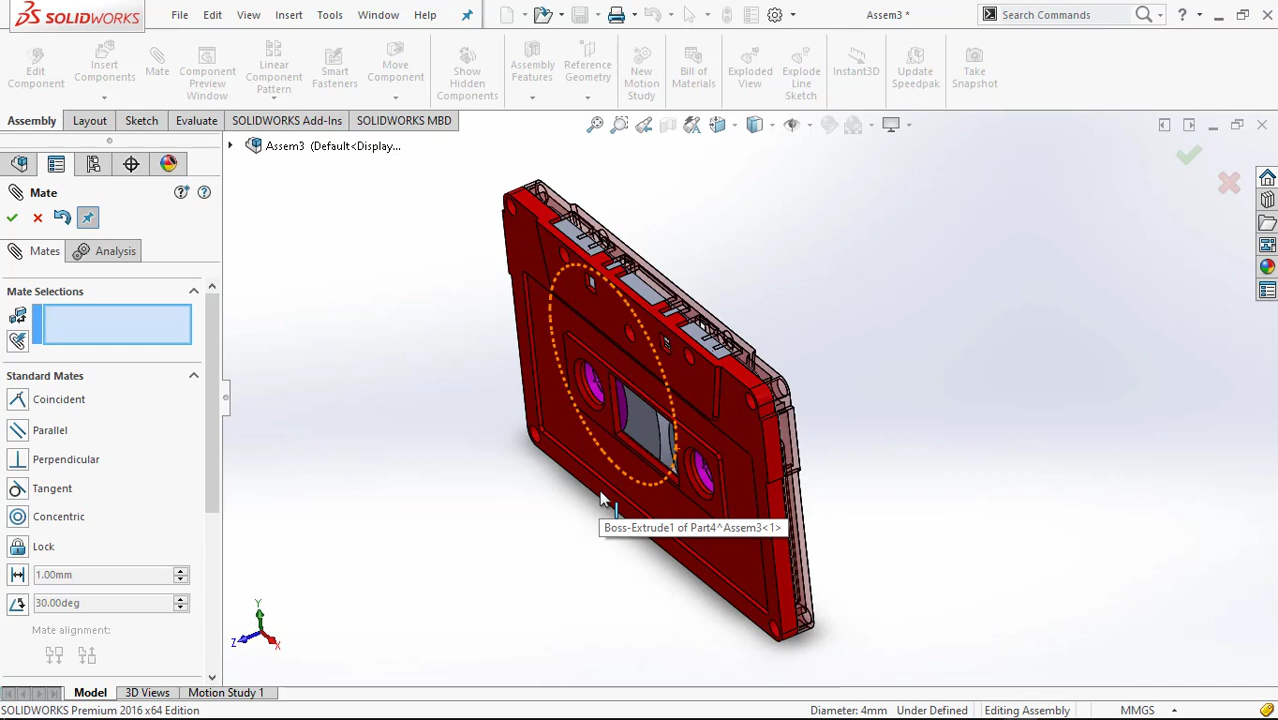 SOLIDWORKS File Edit View Insert Tools Window Help Assem3 * Search Commands
Edit Component Insert Components Mate Component Preview Window Linear Component Pattern Smart Fasteners Move Component Show Hidden Components Assembly Features Reference Geometry New Motion Study Bill of Materials Exploded View Explode Line Sketch Instant3D Update Speedpak Take Snapshot
Assembly Layout Sketch Evaluate SOLIDWORKS Add-Ins SOLIDWORKS MBD
Assem3 (Default<Display...
Mate
Mates Analysis
Mate Selections
Standard Mates
Coincident
Parallel
Perpendicular
Tangent
Concentric
Lock
1.00mm
30.00deg
Mate alignment:
Boss-Extrude1 of Part4^Assem3<1>
Y
Z
X
Model 3D Views Motion Study 1
SOLIDWORKS Premium 2016 x64 Edition Diameter: 4mm Under Defined Editing Assembly MMGS